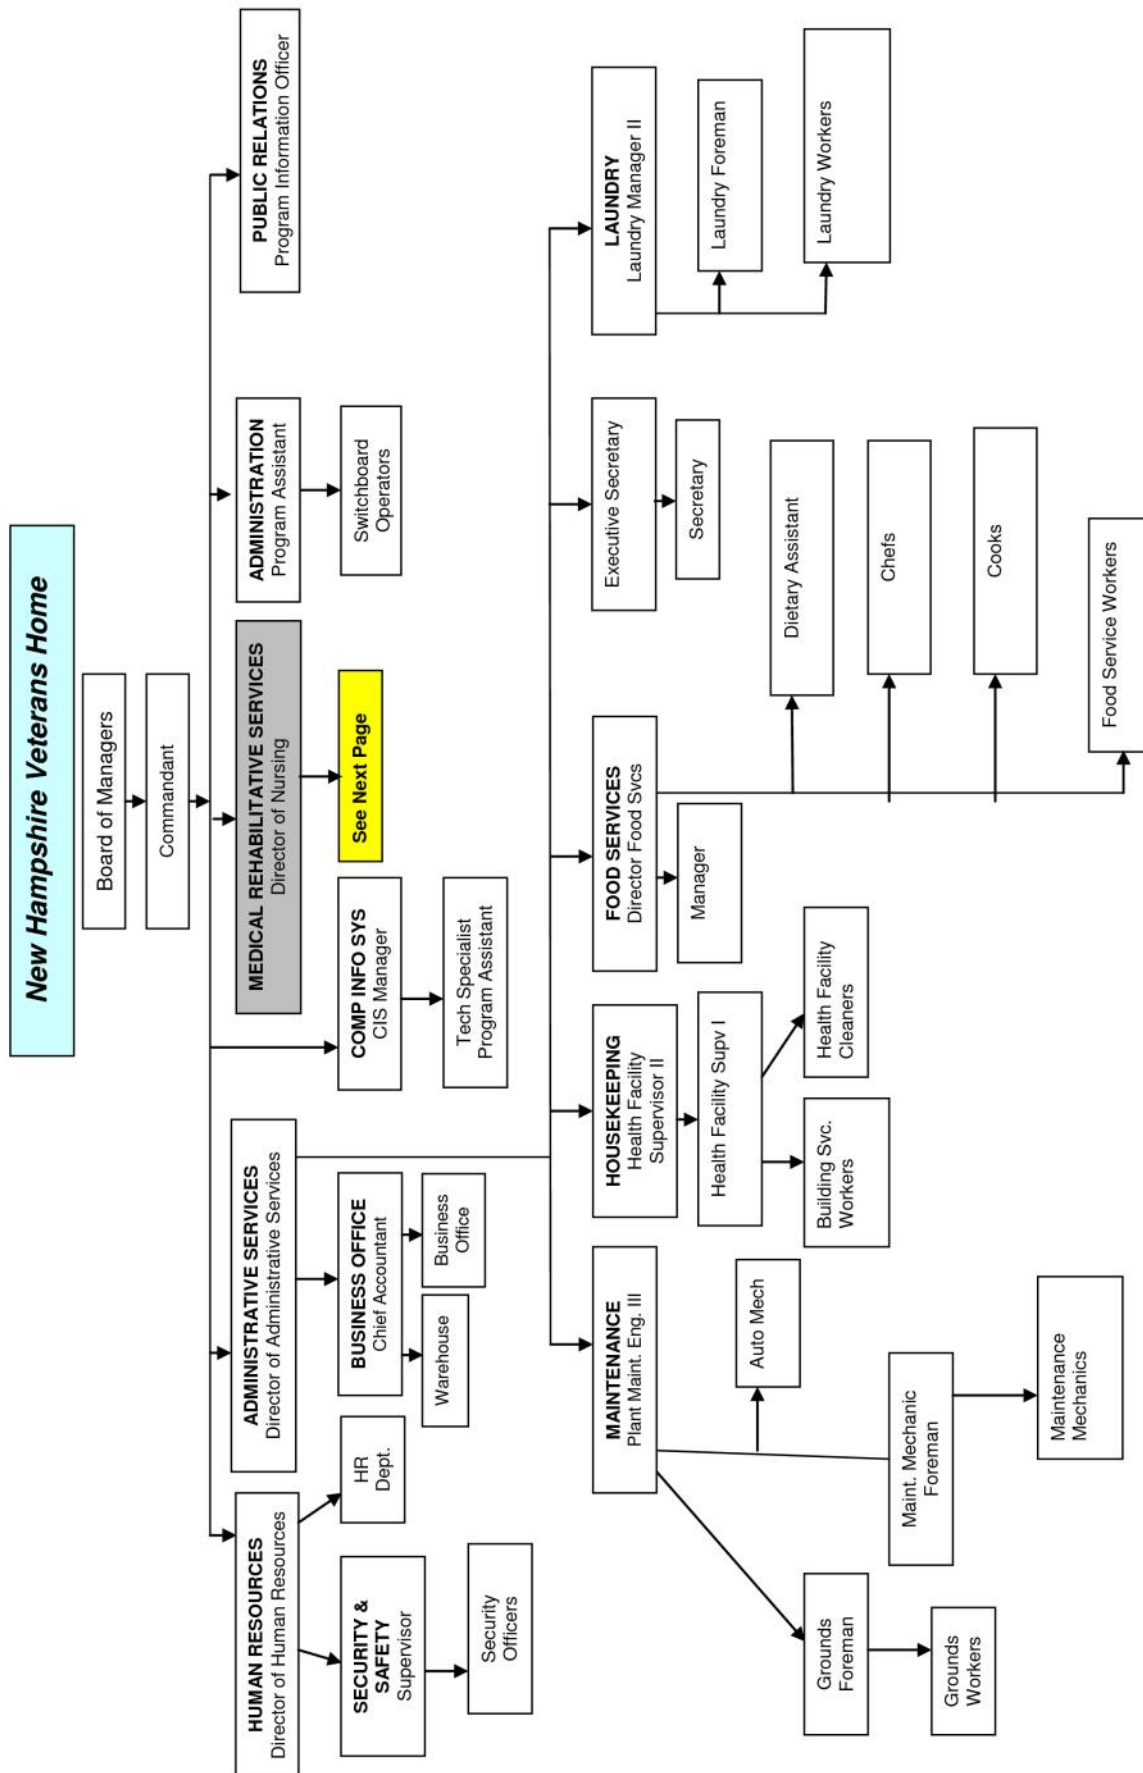 New Hampshire Veterans Home
Board of Managers
Commandant
HUMAN RESOURCES
Director of Human Resources
ADMINISTRATIVE SERVICES
Director of Administrative Services
MEDICAL REHABILITATIVE SERVICES
Director of Nursing
ADMINISTRATION
Program Assistant
PUBLIC RELATIONS
Program Information Officer
SECURITY &
SAFETY
Supervisor
HR
Dept.
BUSINESS OFFICE
Chief Accountant
COMP INFO SYS
CIS Manager
See Next Page
Switchboard
Operators
Security
Officers
Warehouse
Business
Office
Tech Specialist
Program Assistant
MAINTENANCE
Plant Maint. Eng. III
HOUSEKEEPING
Health Facility
Supervisor II
FOOD SERVICES
Director Food Svcs
Executive Secretary
LAUNDRY
Laundry Manager II
Auto Mech
Health Facility Supv I
Manager
Secretary
Laundry Foreman
Grounds
Foreman
Building Svc.
Workers
Health Facility
Cleaners
Dietary Assistant
Laundry Workers
Maint. Mechanic
Foreman
Chefs
Grounds
Workers
Cooks
Maintenance
Mechanics
Food Service Workers